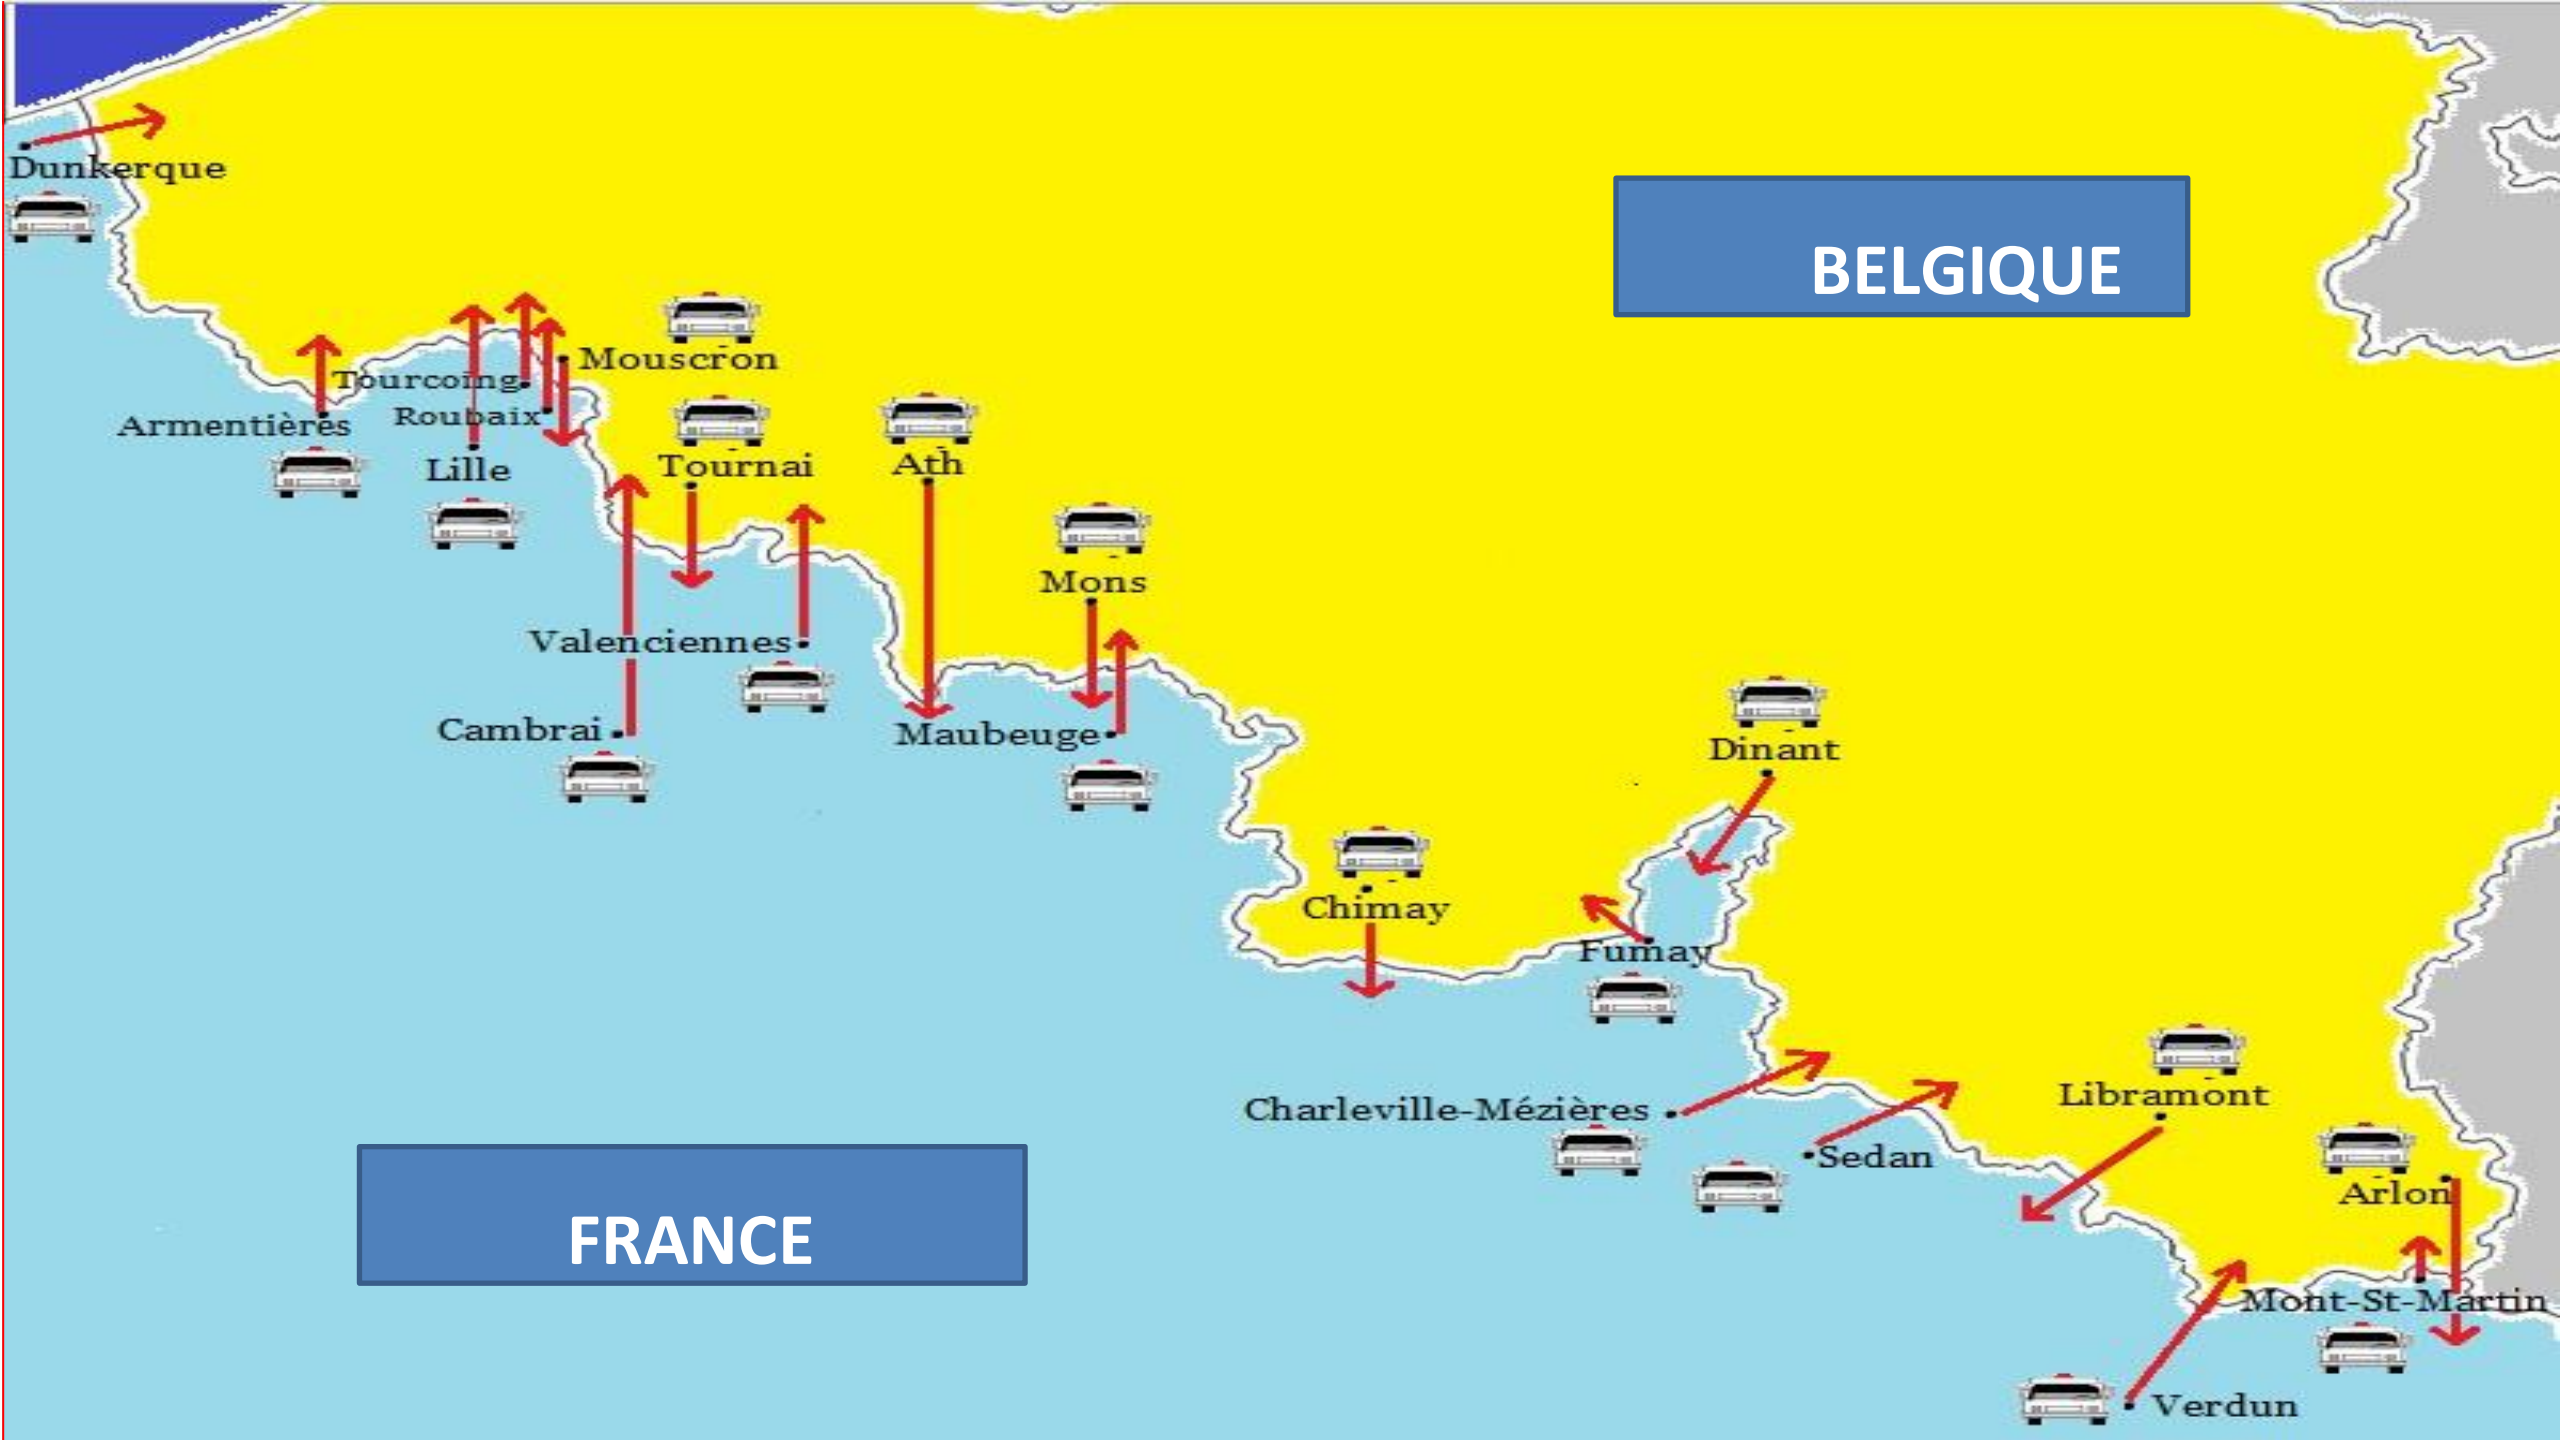 Dunkerque
BELGIQUE
Mouscron
Tourcoing
Roubaix
Armentières
Lille
Tournai
Ath
Mons
Valenciennes
Cambrai
Maubeuge
Dinant
Chimay
Fumay
Charleville-Mézières
Libramont
Sedan
Arlon
FRANCE
Mont-St-Martin
Verdun